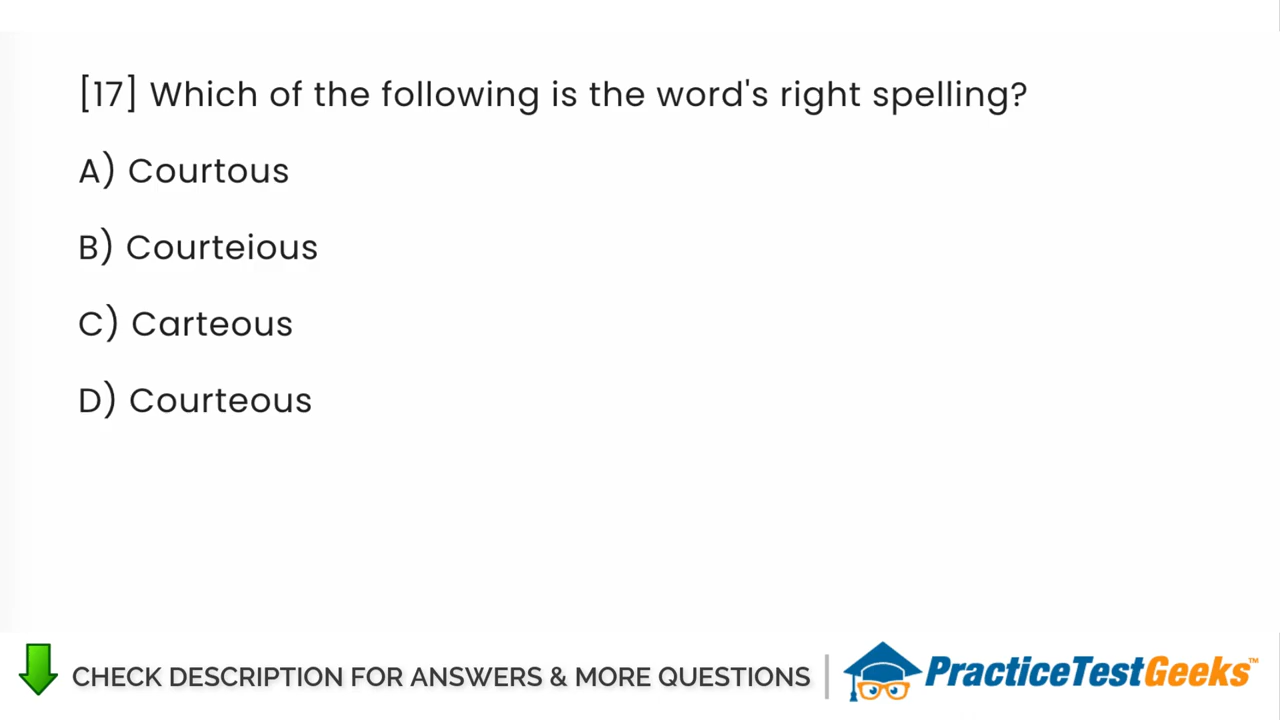 [17] Which of the following is the word's right spelling?
A) Courtous
B) Courteious
C) Carteous
D) Courteous
CHECK DESCRIPTION FOR ANSWERS & MORE QUESTIONS
PracticeTestGeeks™